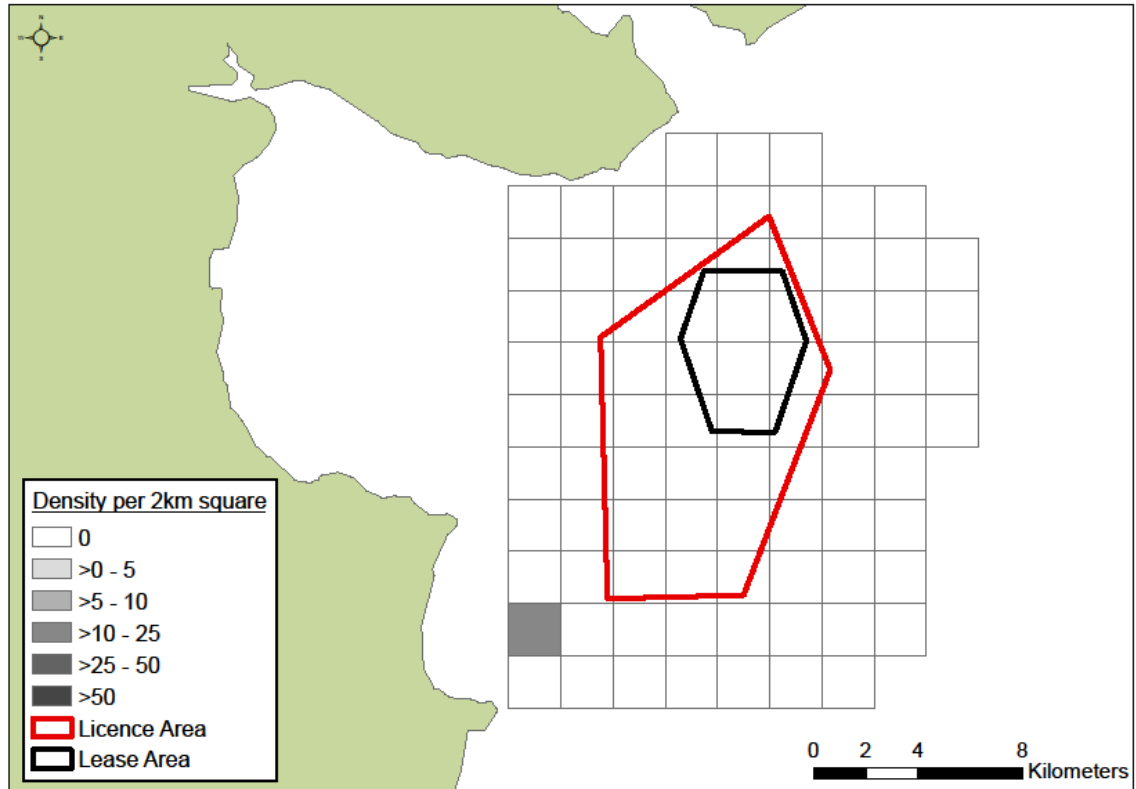 N
W E
S
Density per 2km square
0
>0 - 5
>5 - 10
>10 - 25
>25 - 50
>50
Licence Area
Lease Area
0 2 4 8
Kilometers